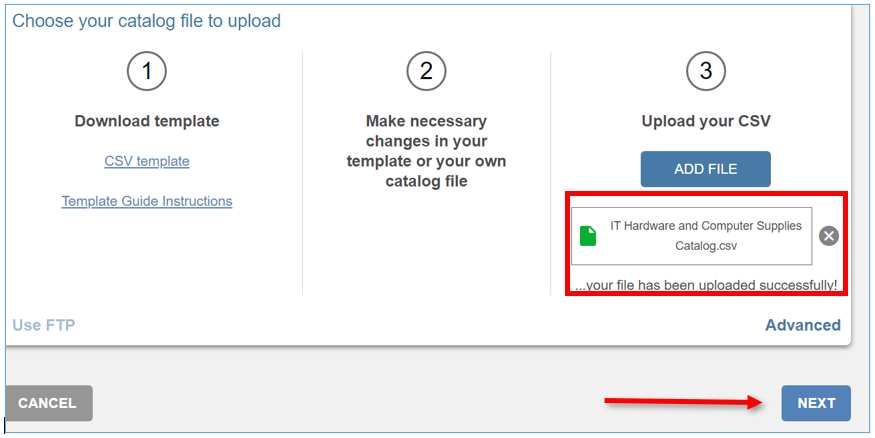 Choose your catalog file to upload
1
Download template
CSV template
Template Guide Instructions
2
Make necessary
changes in your
template or your own
catalog file
3
Upload your CSV
ADD FILE
IT Hardware and Computer Supplies
Catalog.csv
...your file has been uploaded successfully!
Use FTP
Advanced
CANCEL
NEXT